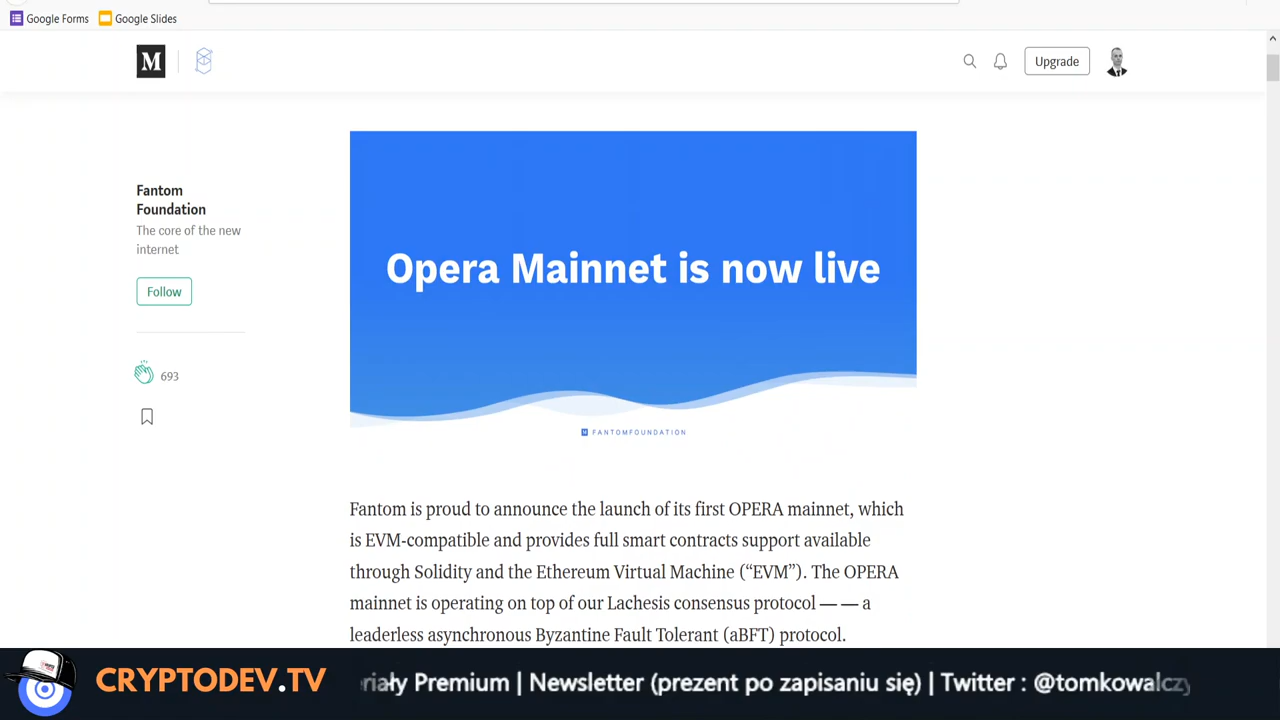 Google Forms Google Slides
M
Upgrade
Fantom
Foundation
The core of the new
internet
Follow
693
Opera Mainnet is now live
FANTOMFOUNDATION
Fantom is proud to announce the launch of its first OPERA mainnet, which
is EVM-compatible and provides full smart contracts support available
through Solidity and the Ethereum Virtual Machine (“EVM”). The OPERA
mainnet is operating on top of our Lachesis consensus protocol — — a
leaderless asynchronous Byzantine Fault Tolerant (aBFT) protocol.
CRYPTODEV.TV
riały Premium | Newsletter (prezent po zapisaniu się) | Twitter : @tomkowalczy